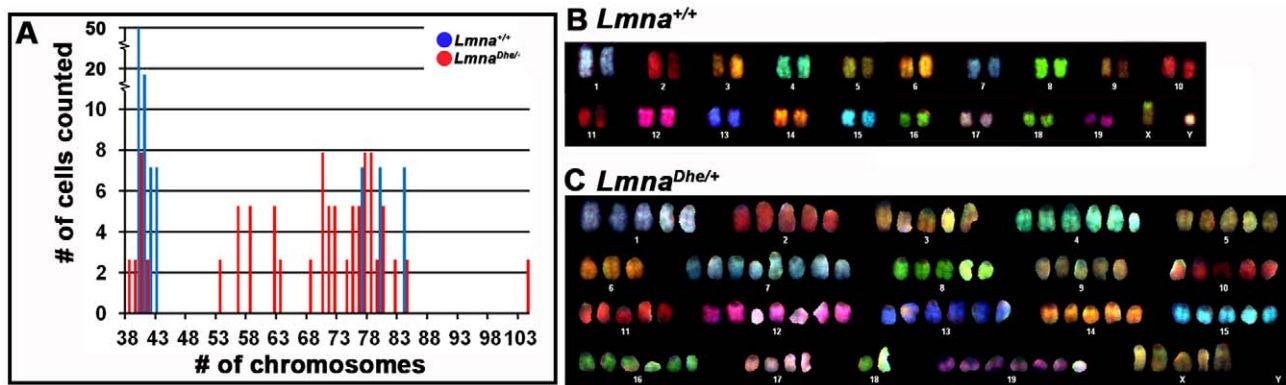 A
# of cells counted
50
20
10
8
6
4
2
0
Lmna+/+
LmnaDhe/+
38 43 48 53 58 63 68 73 78 83 88 93 98 103
# of chromosomes
B Lmna+/+
1 2 3 4 5 6 7 8 9 10
11 12 13 14 15 16 17 18 19 X Y
C LmnaDhe/+
1 2 3 4 5
6 7 8 9 10
11 12 13 14 15
16 17 18 19 X Y